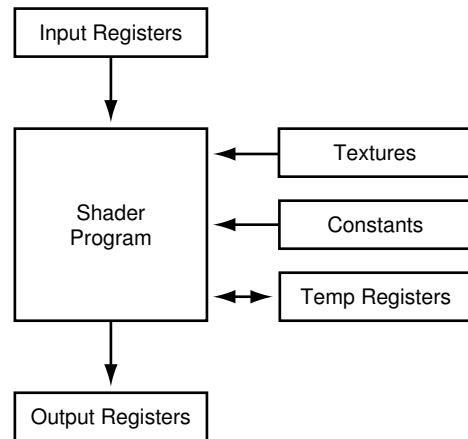 Input Registers
Shader
Program
Textures
Constants
Temp Registers
Output Registers